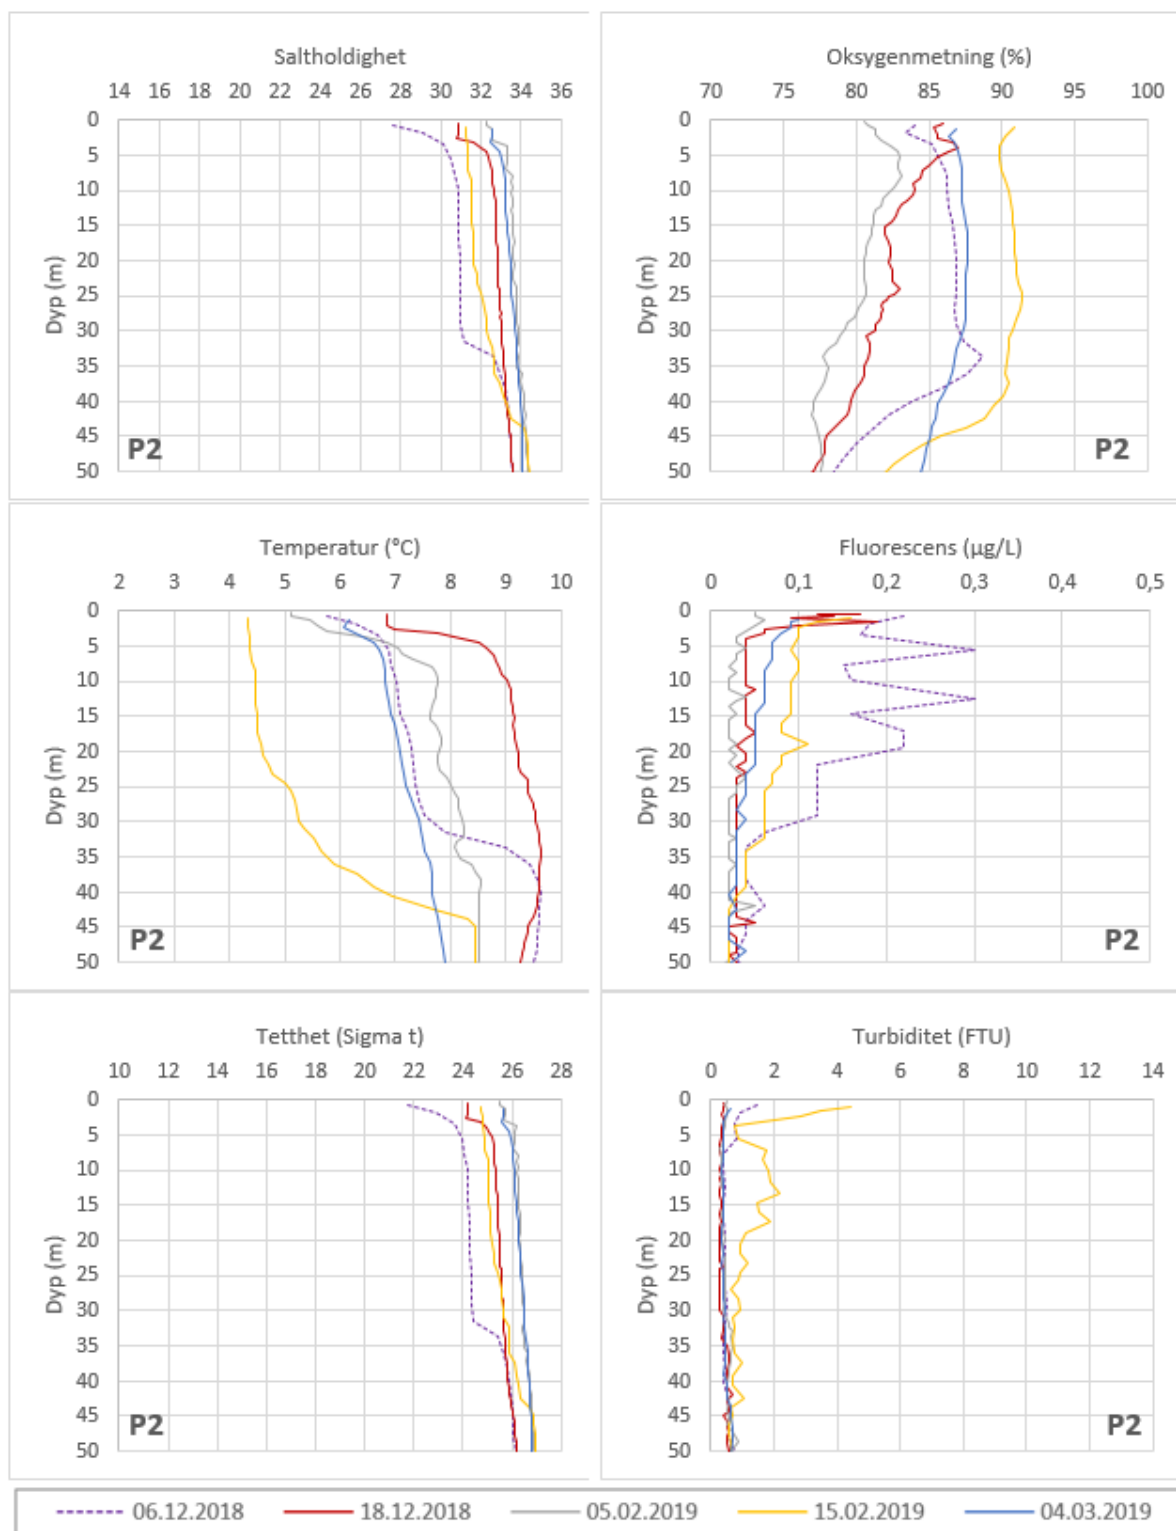 Saltholdighet
14 16 18 20 22 24 26 28 30 32 34 36
0
5
10
15
20
25
30
35
40
45
50
Dyp (m)
P2
Oksygenmetning (%)
70 75 80 85 90 95 100
0
5
10
15
20
25
30
35
40
45
50
Dyp (m)
P2
Temperatur (°C)
2 3 4 5 6 7 8 9 10
0
5
10
15
20
25
30
35
40
45
50
Dyp (m)
P2
Fluorescens (µg/L)
0 0,1 0,2 0,3 0,4 0,5
0
5
10
15
20
25
30
35
40
45
50
Dyp (m)
P2
Tetthet (Sigma t)
10 12 14 16 18 20 22 24 26 28
0
5
10
15
20
25
30
35
40
45
50
Dyp (m)
P2
Turbiditet (FTU)
0 2 4 6 8 10 12 14
0
5
10
15
20
25
30
35
40
45
50
Dyp (m)
P2
06.12.2018 18.12.2018 05.02.2019 15.02.2019 04.03.2019